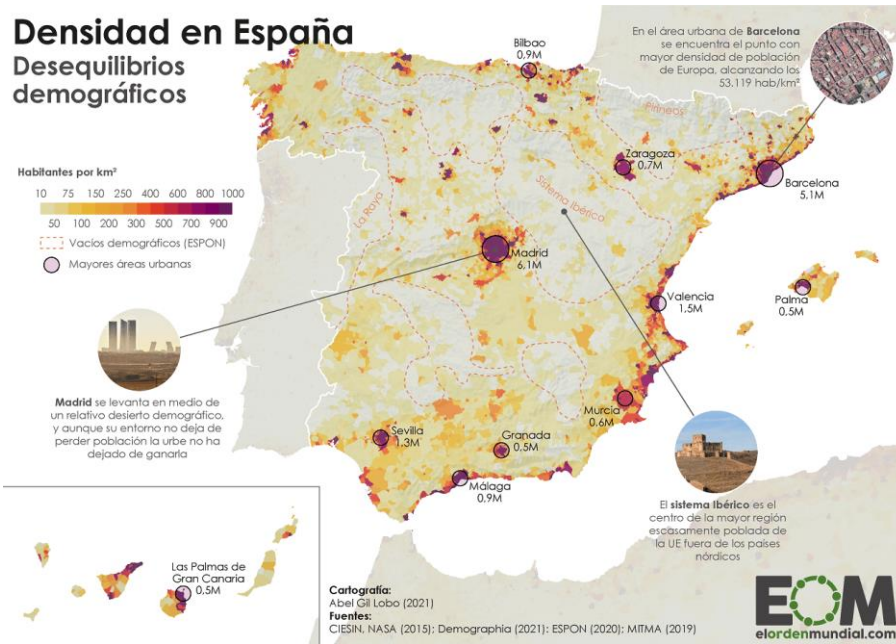 Densidad en España
Desequilibrios
demográficos
Habitantes por km²
10 75 150 250 400 600 800 1000
50 100 200 300 500 700 900
Vacíos demográficos (ESPON)
Mayores áreas urbanas
En el área urbana de Barcelona
se encuentra el punto con
mayor densidad de población
de Europa, alcanzando los
53.119 hab/km²
Bilbao
0,9M
Pirineos
Zaragoza
0,7M
Barcelona
5,1M
La Raya
Sistema Ibérico
Madrid
6,1M
Valencia
1,5M
Palma
0,5M
Madrid se levanta en medio de
un relativo desierto demográfico,
y aunque su entorno no deja de
perder población la urbe no ha
dejado de ganarla
Murcia
0,6M
Sevilla
1,3M
Granada
0,5M
Málaga
0,9M
El sistema Ibérico es el
centro de la mayor región
escasamente poblada de
la UE fuera de los países
nórdicos
Las Palmas de
Gran Canaria
0,5M
Cartografía:
Abel Gil Lobo (2021)
Fuentes:
CIESIN, NASA (2015); Demographia (2021); ESPON (2020); MITMA (2019)
EOM
elordenmundial.com